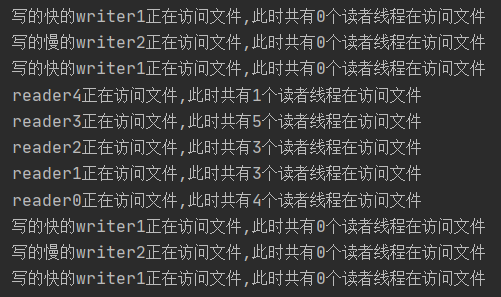 写的快的writer1正在访问文件,此时共有0个读者线程在访问文件
写的慢的writer2正在访问文件,此时共有0个读者线程在访问文件
写的快的writer1正在访问文件,此时共有0个读者线程在访问文件
reader4正在访问文件,此时共有1个读者线程在访问文件
reader3正在访问文件,此时共有5个读者线程在访问文件
reader2正在访问文件,此时共有3个读者线程在访问文件
reader1正在访问文件,此时共有3个读者线程在访问文件
reader0正在访问文件,此时共有4个读者线程在访问文件
写的快的writer1正在访问文件,此时共有0个读者线程在访问文件
写的慢的writer2正在访问文件,此时共有0个读者线程在访问文件
写的快的writer1正在访问文件,此时共有0个读者线程在访问文件